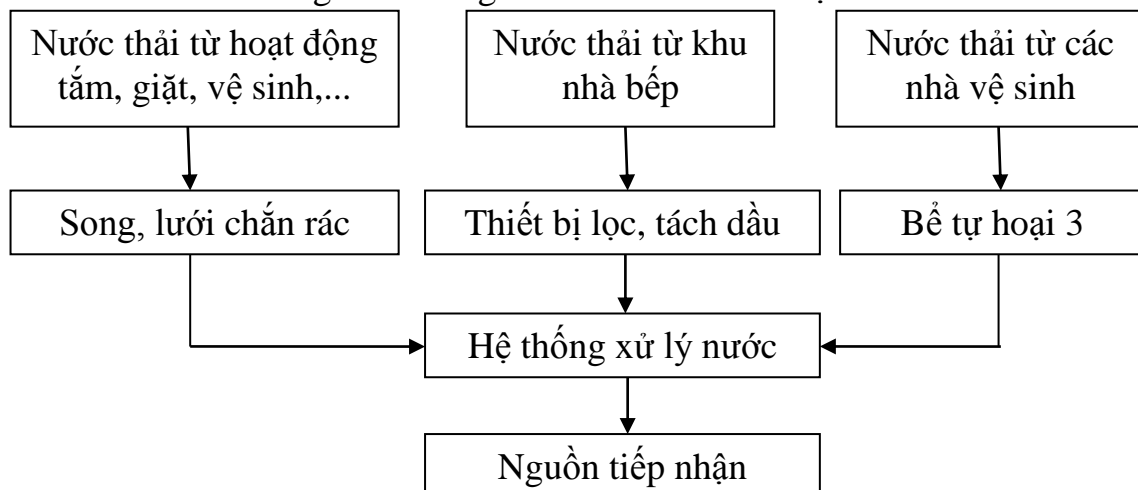 Nước thải từ hoạt động
tắm, giặt, vệ sinh,...
Nước thải từ khu
nhà bếp
Nước thải từ các
nhà vệ sinh
Song, lưới chắn rác
Thiết bị lọc, tách dầu
Bể tự hoại 3
Hệ thống xử lý nước
Nguồn tiếp nhận